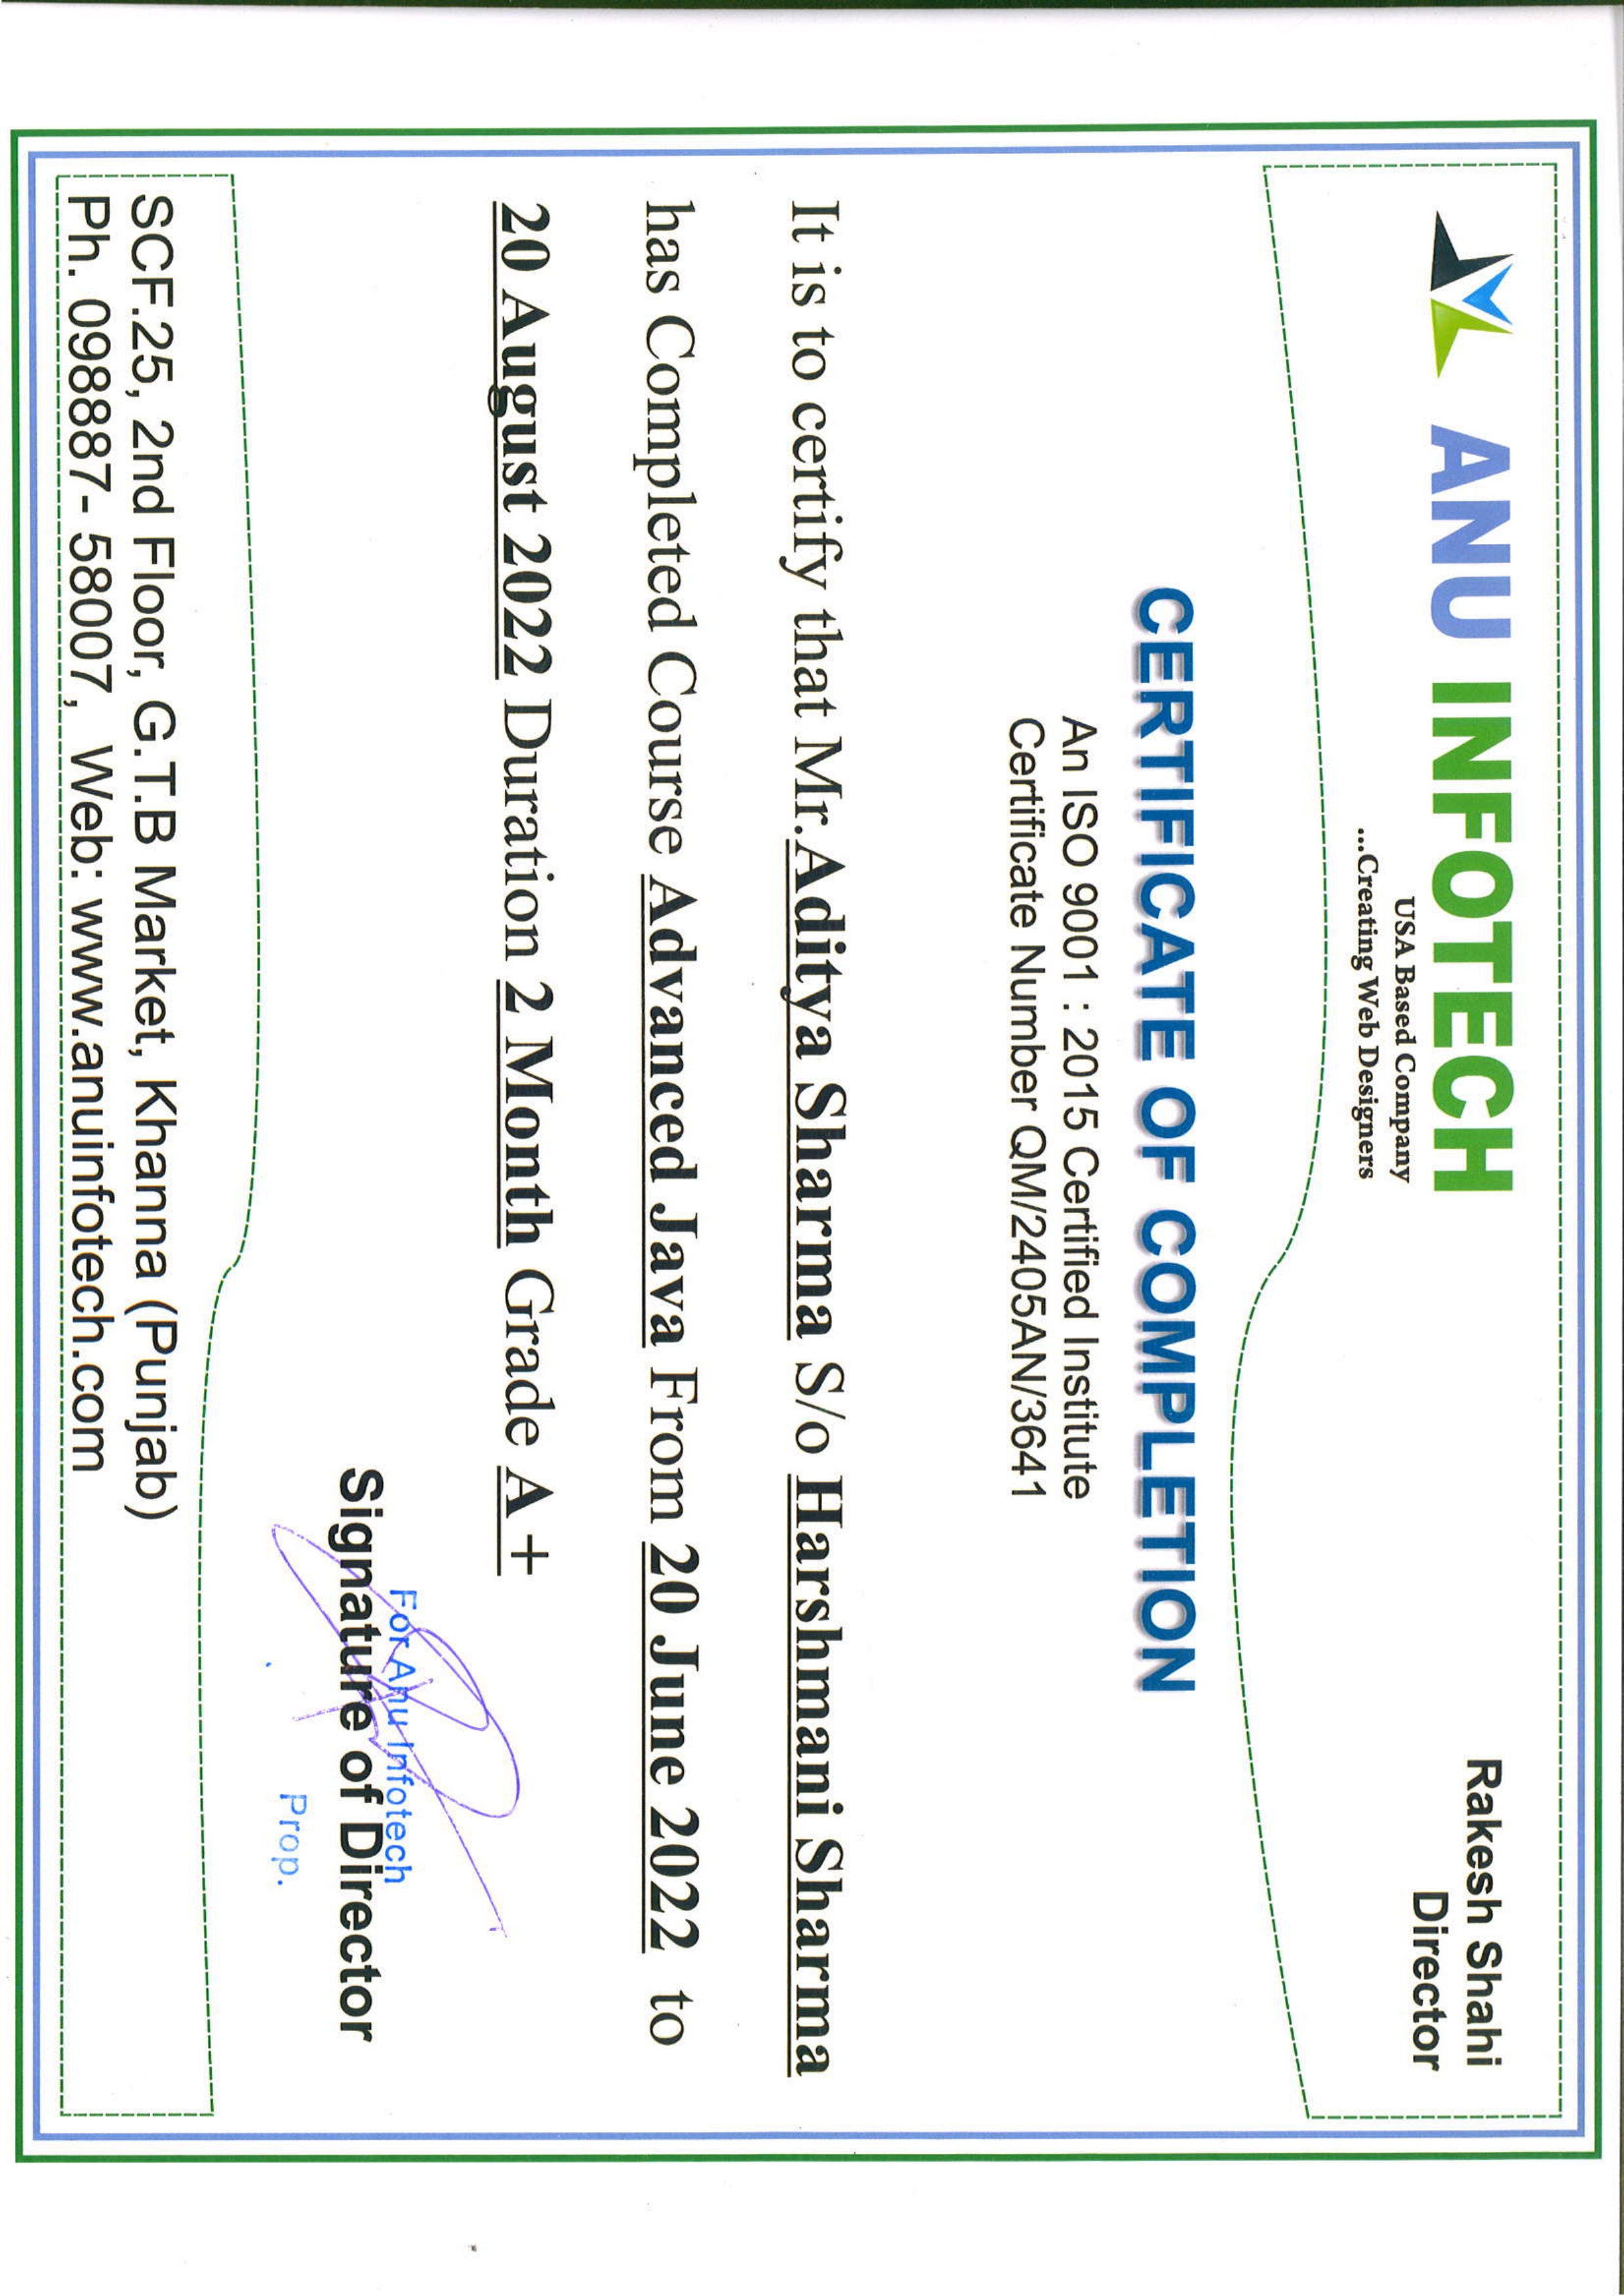 ANU INFOTECH
USA Based Company
...Creating Web Designers
Rakesh Shahi
Director
CERTIFICATE OF COMPLETION
An ISO 9001 : 2015 Certified Institute
Certificate Number QM/2405AN/3641
It is to certify that Mr.Aditya Sharma S/o Harshmani Sharma
has Completed Course Advanced Java From 20 June 2022 to
20 August 2022 Duration 2 Month Grade A +
For Anu Infotech
Signature of Director
Prop.
SCF.25, 2nd Floor, G.T.B Market, Khanna (Punjab)
Ph. 098887- 58007, Web: www.anuinfotech.com